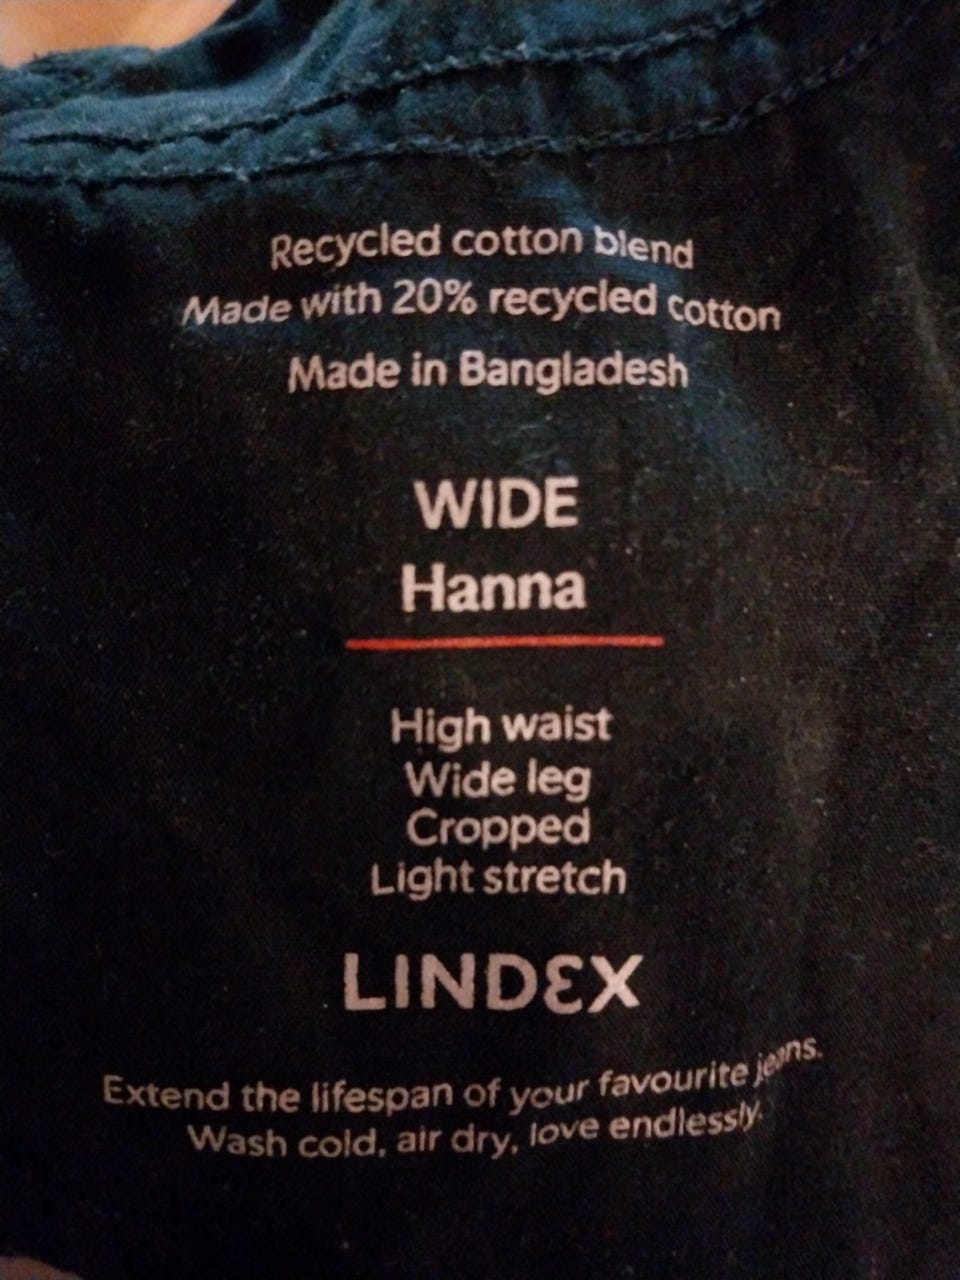 Recycled cotton blend
Made with 20% recycled cotton
Made in Bangladesh
WIDE
Hanna
High waist
Wide leg
Cropped
Light stretch
LINDEX
Extend the lifespan of your favourite jeans.
Wash cold, air dry, love endlessly.